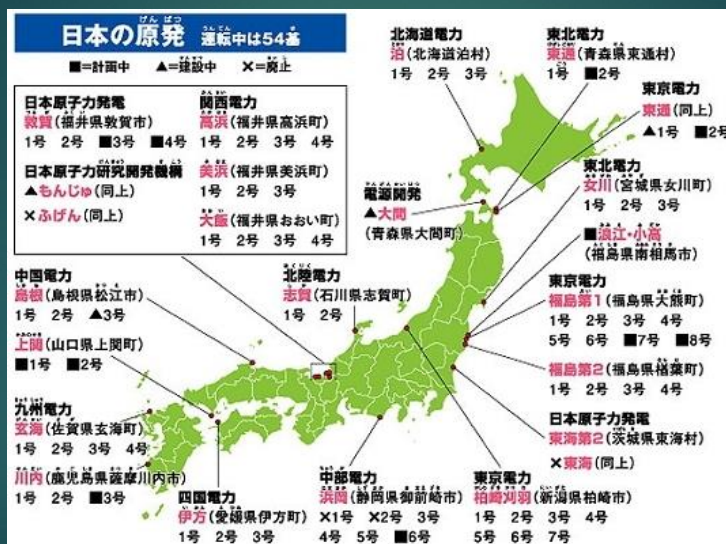 日本の原発 運転中は54基
■=計画中 ▲=建設中 ×=廃止
日本原子力発電
敦賀(福井県敦賀市)
1号 2号 ■3号 ■4号
日本原子力研究開発機構
▲もんじゅ(同上)
×ふげん(同上)
関西電力
高浜(福井県高浜町)
1号 2号 3号 4号
美浜(福井県美浜町)
1号 2号 3号
大飯(福井県おおい町)
1号 2号 3号 4号
北海道電力
泊(北海道泊村)
1号 2号 3号
東北電力
東通(青森県東通村)
1号 ■2号
東京電力
東通(同上)
▲1号 ■2号
電源開発
▲大間
(青森県大間町)
東北電力
女川(宮城県女川町)
1号 2号 3号
■浪江・小高
(福島県南相馬市)
東京電力
福島第1(福島県大熊町)
1号 2号 3号 4号
5号 6号 ■7号 ■8号
福島第2(福島県楢葉町)
1号 2号 3号 4号
日本原子力発電
東海第2(茨城県東海村)
×東海(同上)
中国電力
島根(島根県松江市)
1号 2号 ▲3号
上関(山口県上関町)
■1号 ■2号
北陸電力
志賀(石川県志賀町)
1号 2号
九州電力
玄海(佐賀県玄海町)
1号 2号 3号 4号
川内(鹿児島県薩摩川内市)
1号 2号 ■3号
四国電力
伊方(愛媛県伊方町)
1号 2号 3号
中部電力
浜岡(静岡県御前崎市)
×1号 ×2号 3号
4号 5号 ■6号
東京電力
柏崎刈羽(新潟県柏崎市)
1号 2号 3号 4号
5号 6号 7号